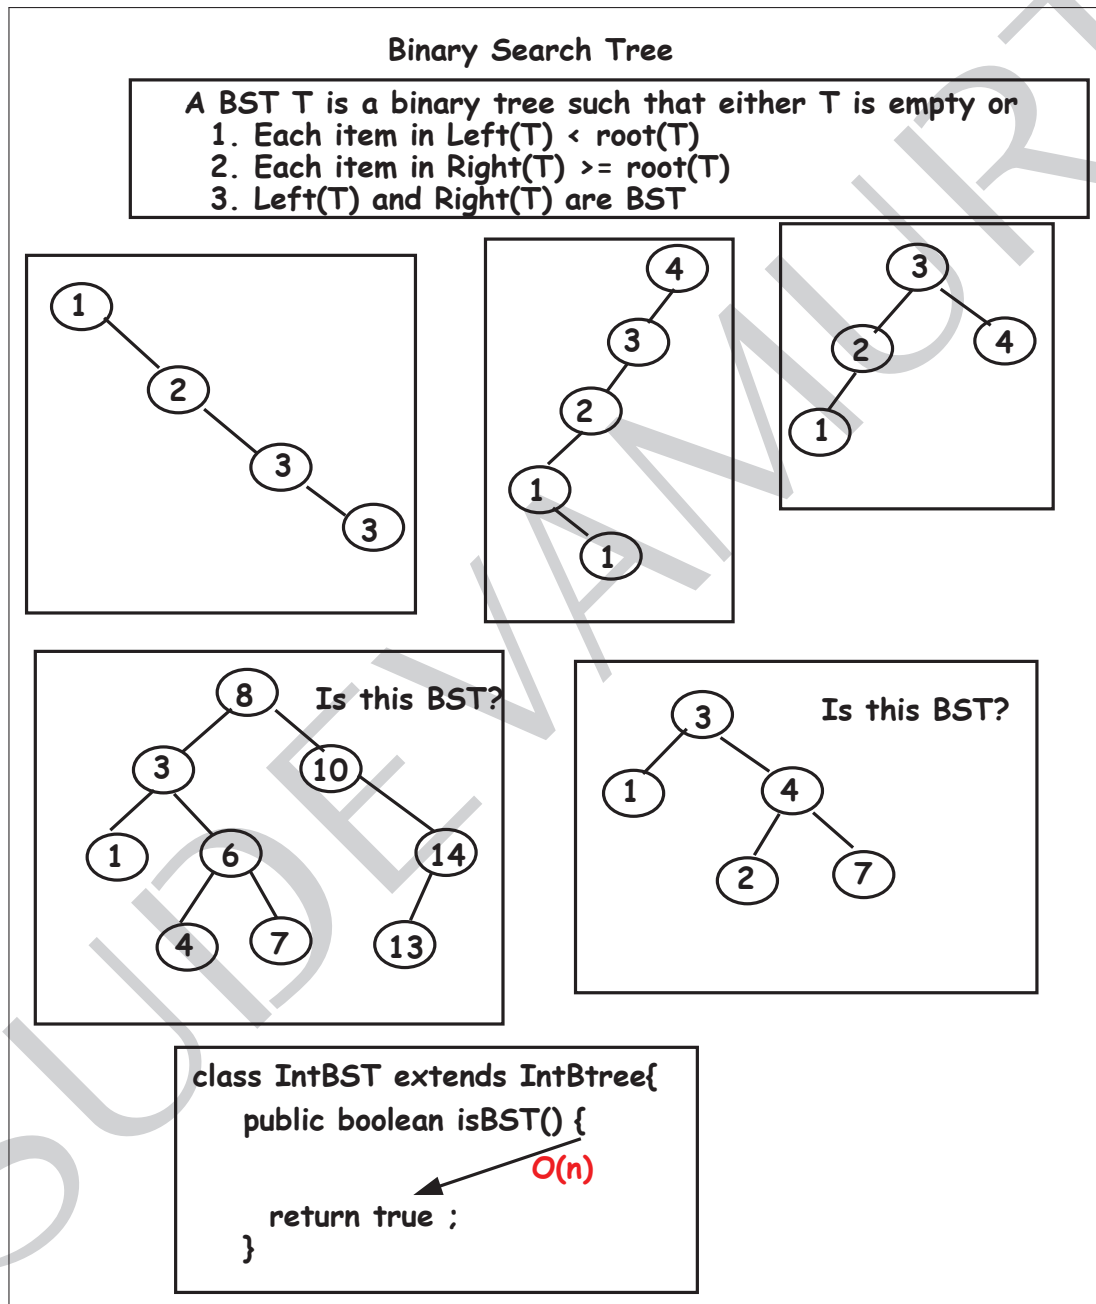 Binary Search Tree
A BST T is a binary tree such that either T is empty or
1. Each item in Left(T) < root(T)
2. Each item in Right(T) >= root(T)
3. Left(T) and Right(T) are BST
1
2
3
3
4
3
2
1
1
3
2
4
1
Is this BST?
8
3
10
1
6
14
4
7
13
Is this BST?
3
1
4
2
7
class IntBST extends IntBtree{
public boolean isBST() {
O(n)
return true ;
}
SUDEVAMURT